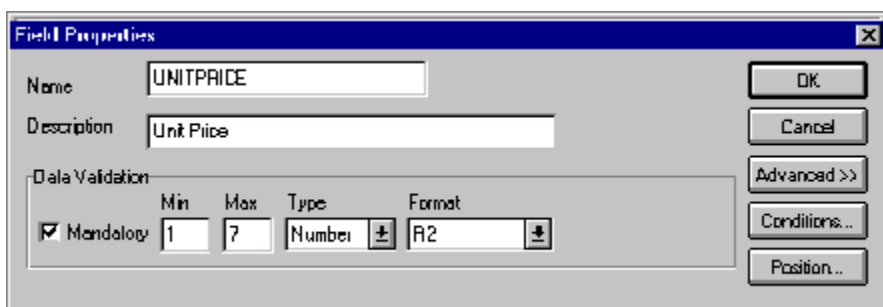 Field Properties
Name UNITPRICE OK
Description Unit Price Cancel
Data Validation Advanced >>
Min Max Type Format
Mandatory 1 7 Number R2 Conditions...
Position...